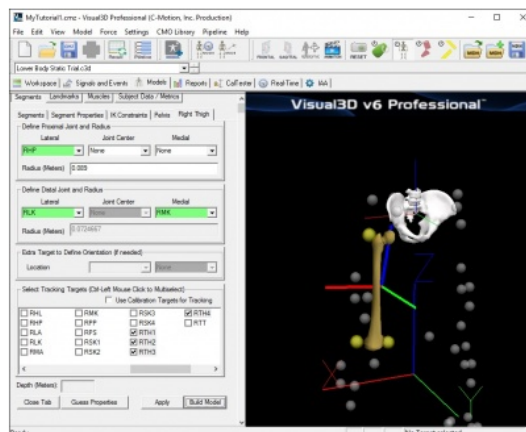 MyTutorial1.cmz - Visual3D Professional (C-Motion, Inc. Production)
File Edit View Model Force Settings CMO Library Pipeline Help
Lower Body Static Trial.c3d
Workspace Signals and Events Models Reports CalTester Real-Time IAA
Segments Landmarks Muscles Subject Data / Metrics
Segments Segment Properties IK Constraints Pelvis Right Thigh
Define Proximal Joint and Radius
Lateral Joint Center Medial
RHP None None
Radius (Meters) 0.089
Define Distal Joint and Radius
Lateral Joint Center Medial
RLK None RMK
Radius (Meters) 0.0724667
Extra Target to Define Orientation (if needed)
Location None
Select Tracking Targets (Ctrl-Left Mouse Click to Multiselect)
Use Calibration Targets for Tracking
RHL RMK RSK3 RTH4
RHP RPP RSK4 RTT
RLA RPS RTH1
RLK RSK1 RTH2
RMA RSK2 RTH3
Depth (Meters)
Close Tab Guess Properties Apply Build Model
Visual3D v6 Professional
Z
X
Y